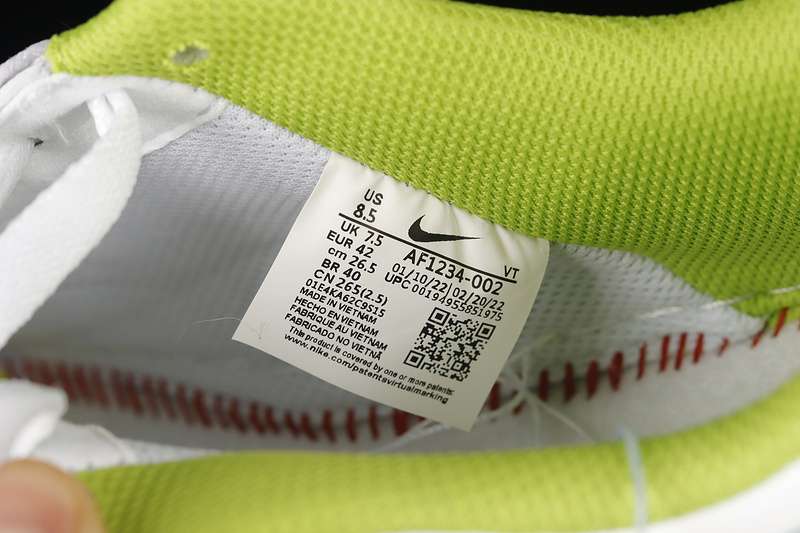 US
8.5
UK 7.5
EUR 42
cm 26.5
BR 40
CN 265(2.5)
01E4KA62C9S15
MADE IN VIETNAM
HECHO EN VIETNAM
FABRIQUE AU VIETNAM
FABRICADO NO VIETNÃ
This product is covered by one or more patents:
www.nike.com/patentsvirtualmarking
AF1234-002 VT
01/10/22 | 02/20/22
UPC 00194955851975